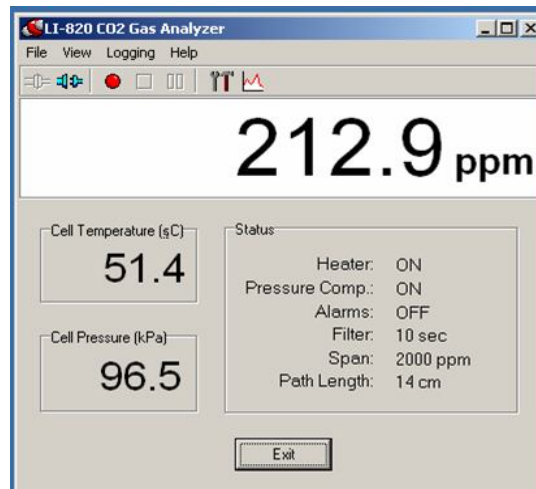 LI-820 CO2 Gas Analyzer
File View Logging Help
212.9 ppm
Cell Temperature (şC)
51.4
Cell Pressure (kPa)
96.5
Status
Heater: ON
Pressure Comp.: ON
Alarms: OFF
Filter: 10 sec
Span: 2000 ppm
Path Length: 14 cm
Exit